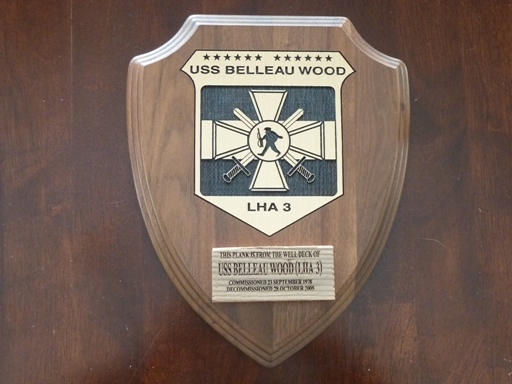 USS BELLEAU WOOD
LHA 3
THIS PLANK IS FROM THE WELL DECK OF
USS BELLEAU WOOD (LHA 3)
COMMISSIONED 23 SEPTEMBER 1978
DECOMMISSIONED 28 OCTOBER 2005